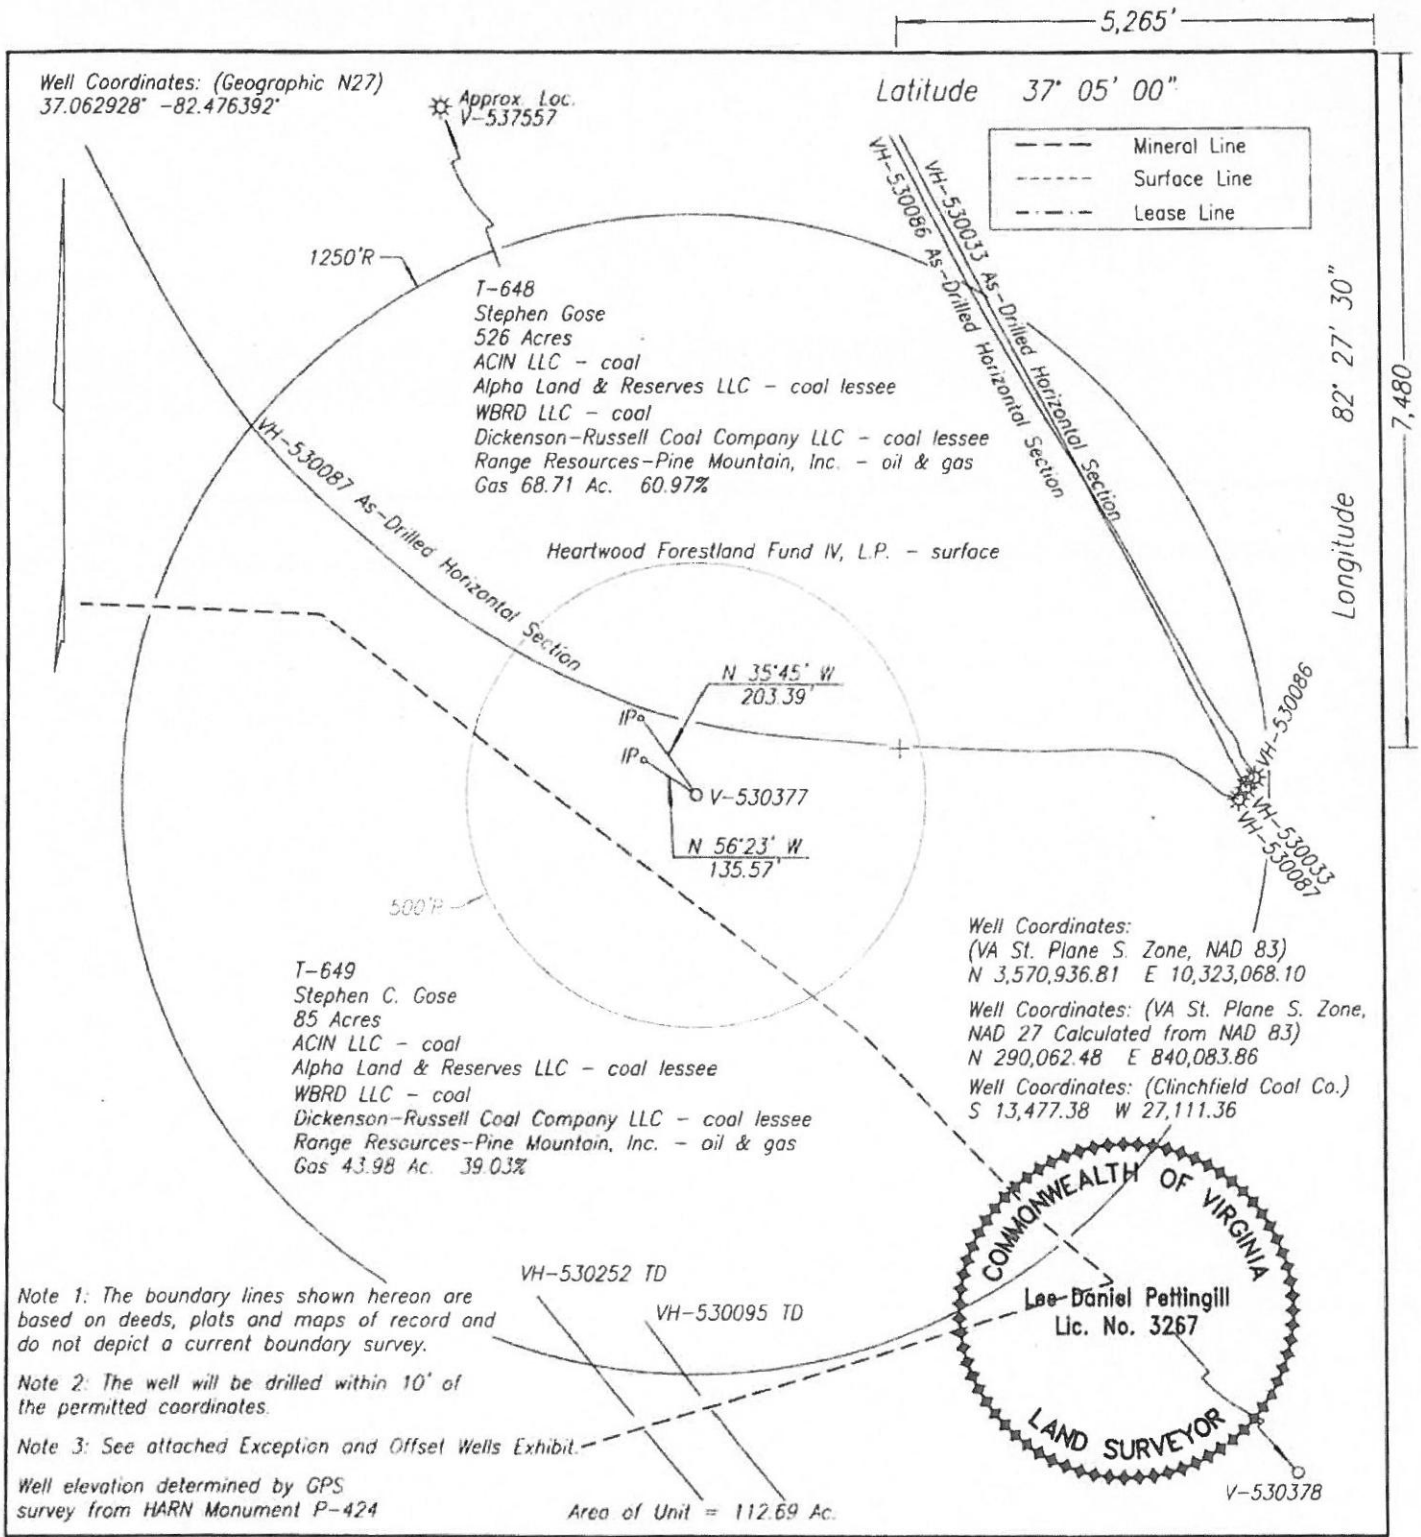 5,265'
Well Coordinates: (Geographic N27)
37.062928° -82.476392°
Approx. Loc.
V-537557
Latitude 37° 05' 00"
Mineral Line
Surface Line
Lease Line
VH-530033 As-Drilled Horizontal Section
VH-530086 As-Drilled Horizontal Section
1250'R
Longitude 82° 27' 30"
7,480
T-648
Stephen Gose
526 Acres
ACIN LLC - coal
Alpha Land & Reserves LLC - coal lessee
WBRD LLC - coal
Dickenson-Russell Coal Company LLC - coal lessee
Range Resources-Pine Mountain, Inc. - oil & gas
Gas 68.71 Ac. 60.97%
VH-530087 As-Drilled Horizontal Section
Heartwood Forestland Fund IV, L.P. - surface
N 35°45' W
203.39'
IP
IP
V-530377
N 56°23' W
135.57'
VH-530086
VH-530033
VH-530087
500'R
Well Coordinates:
(VA St. Plane S. Zone, NAD 83)
N 3,570,936.81 E 10,323,068.10
Well Coordinates: (VA St. Plane S. Zone,
NAD 27 Calculated from NAD 83)
N 290,062.48 E 840,083.86
Well Coordinates: (Clinchfield Coal Co.)
S 13,477.38 W 27,111.36
T-649
Stephen C. Gose
85 Acres
ACIN LLC - coal
Alpha Land & Reserves LLC - coal lessee
WBRD LLC - coal
Dickenson-Russell Coal Company LLC - coal lessee
Range Resources-Pine Mountain, Inc. - oil & gas
Gas 43.98 Ac. 39.03%
COMMONWEALTH OF VIRGINIA
Lee Daniel Pettingill
Lic. No. 3267
LAND SURVEYOR
VH-530252 TD
VH-530095 TD
Note 1: The boundary lines shown hereon are
based on deeds, plats and maps of record and
do not depict a current boundary survey.
Note 2: The well will be drilled within 10' of
the permitted coordinates.
Note 3: See attached Exception and Offset Wells Exhibit.
Well elevation determined by GPS
survey from HARN Monument P-424
Area of Unit = 112.69 Ac.
V-530378